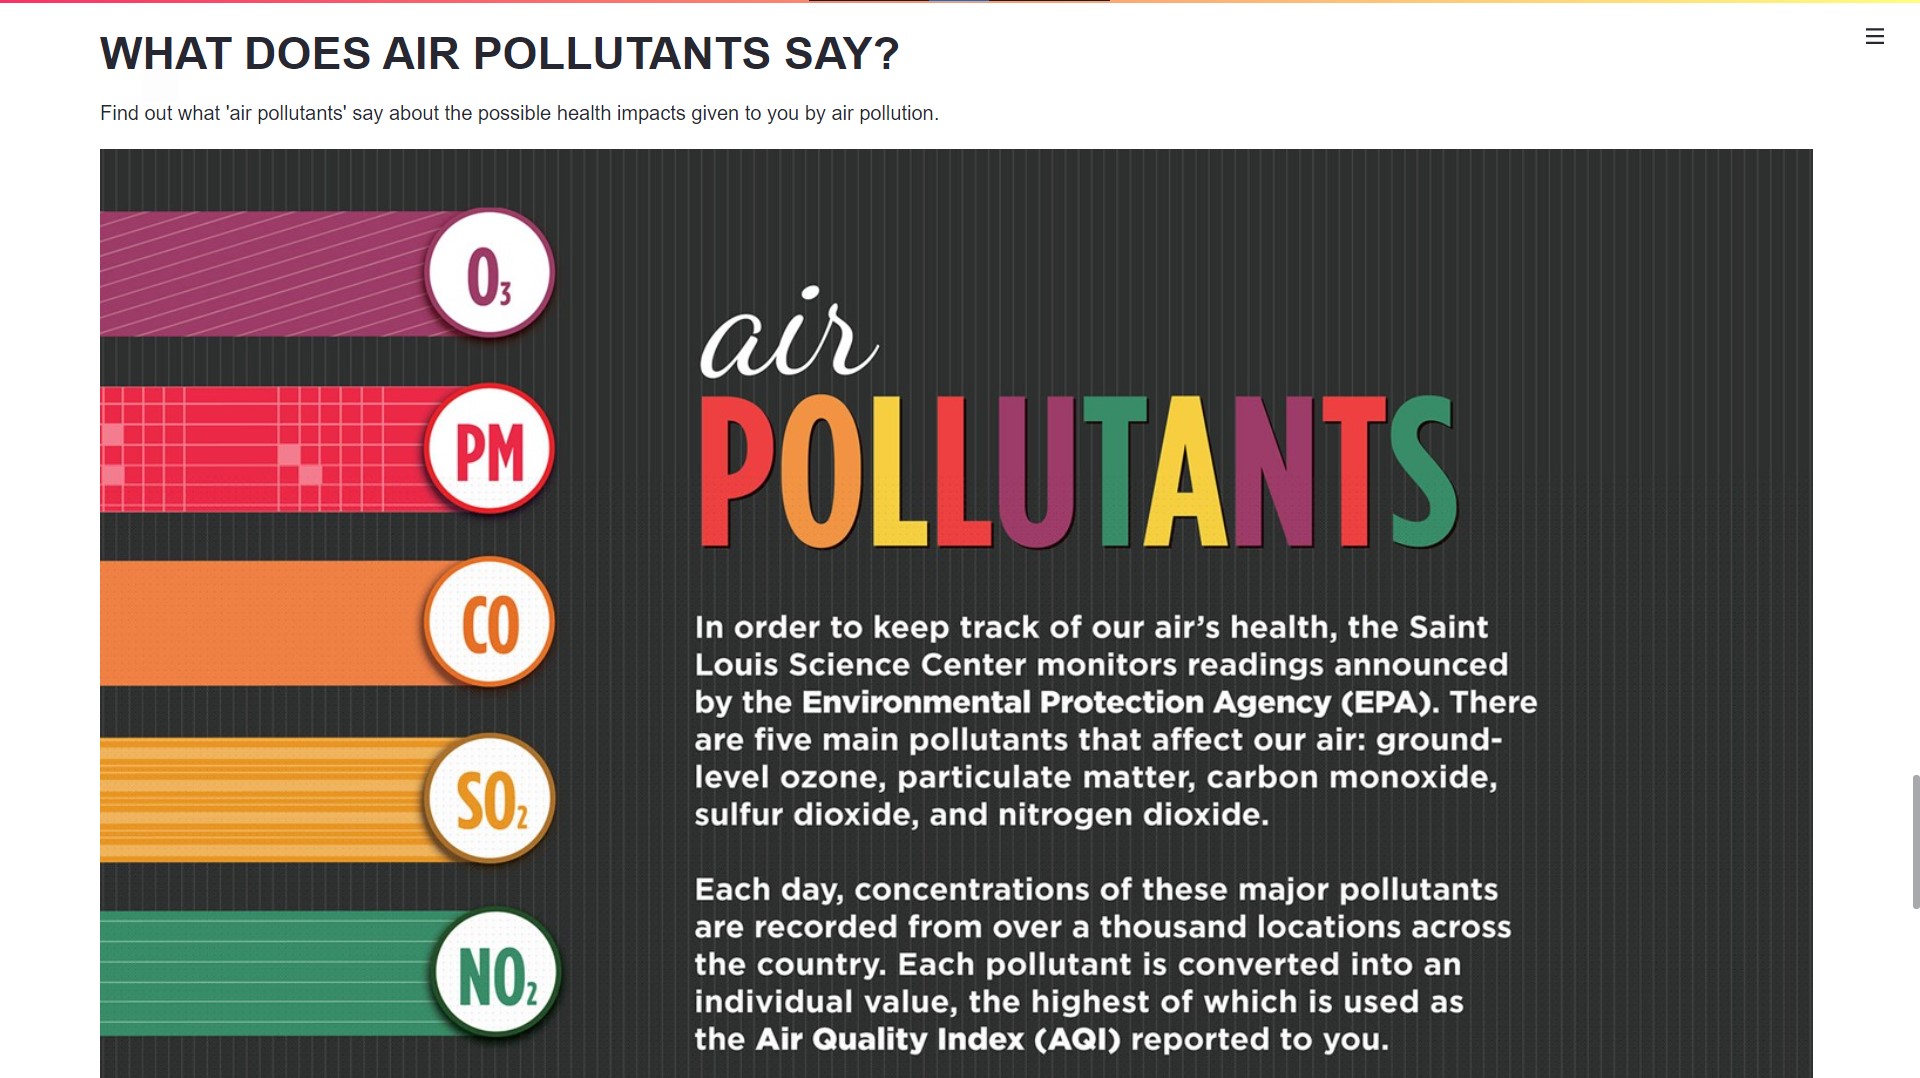 WHAT DOES AIR POLLUTANTS SAY?
Find out what 'air pollutants' say about the possible health impacts given to you by air pollution.
O₃
PM
CO
SO₂
NO₂
air
POLLUTANTS
In order to keep track of our air’s health, the Saint
Louis Science Center monitors readings announced
by the Environmental Protection Agency (EPA). There
are five main pollutants that affect our air: ground-
level ozone, particulate matter, carbon monoxide,
sulfur dioxide, and nitrogen dioxide.
Each day, concentrations of these major pollutants
are recorded from over a thousand locations across
the country. Each pollutant is converted into an
individual value, the highest of which is used as
the Air Quality Index (AQI) reported to you.